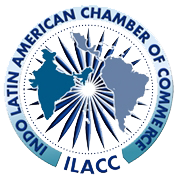 INDO LATIN AMERICAN CHAMBER OF COMMERCE
ILACC